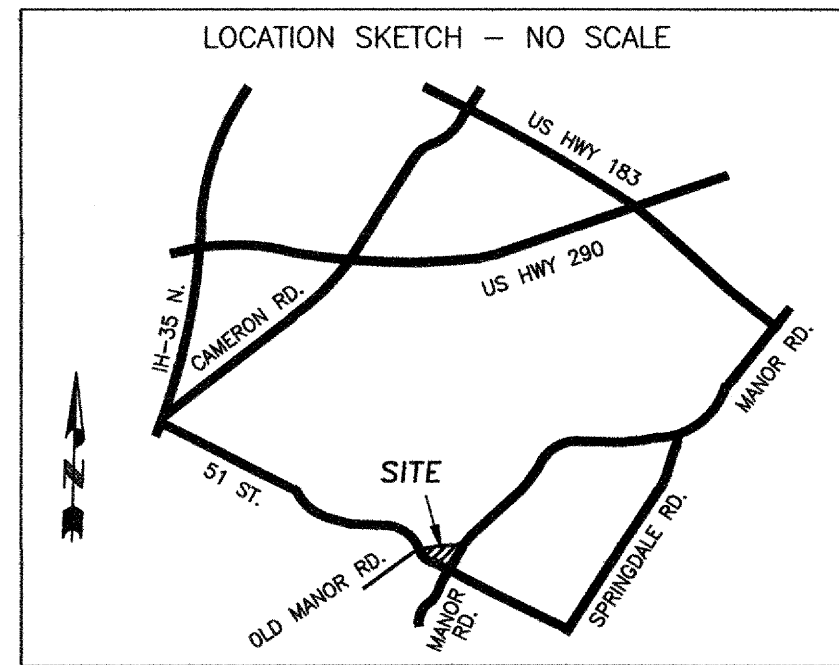 LOCATION SKETCH – NO SCALE
US HWY 183
US HWY 290
IH-35 N.
CAMERON RD.
MANOR RD.
N
51 ST.
SITE
OLD MANOR RD.
MANOR
RD.
SPRINGDALE RD.